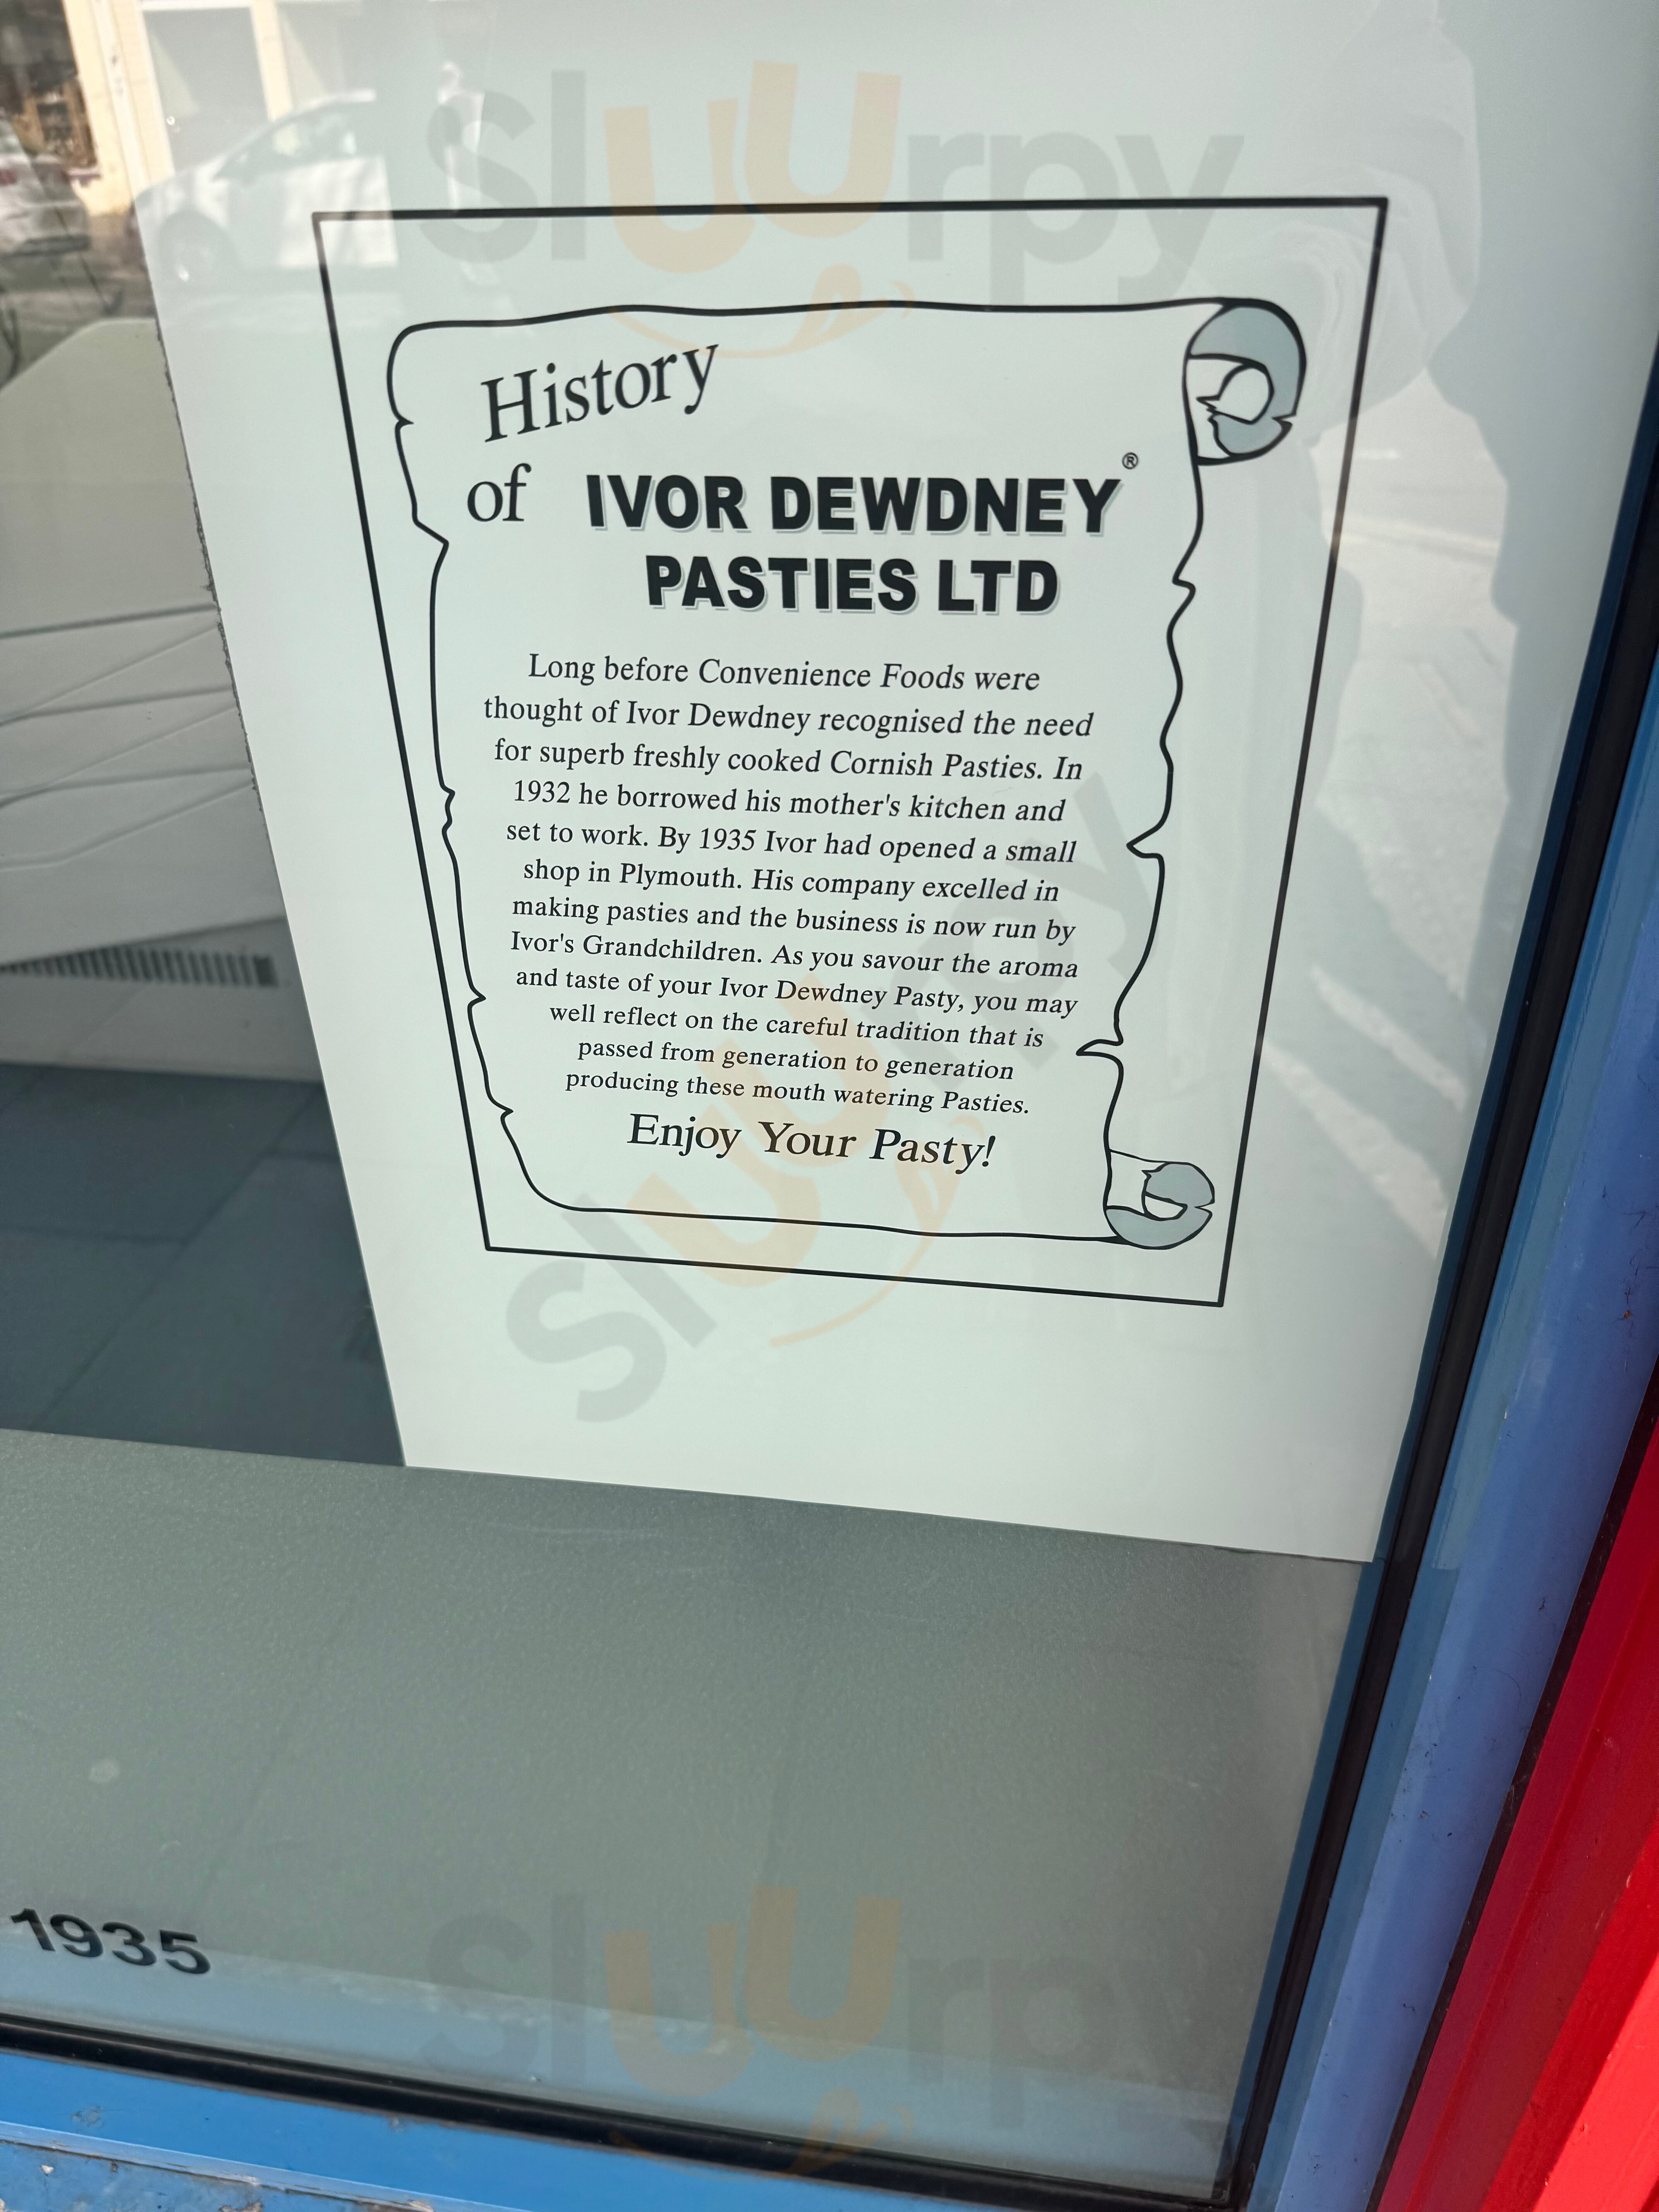 Sluurpy
History
of IVOR DEWDNEY®
PASTIES LTD
Long before Convenience Foods were
thought of Ivor Dewdney recognised the need
for superb freshly cooked Cornish Pasties. In
1932 he borrowed his mother's kitchen and
set to work. By 1935 Ivor had opened a small
shop in Plymouth. His company excelled in
making pasties and the business is now run by
Ivor's Grandchildren. As you savour the aroma
and taste of your Ivor Dewdney Pasty, you may
well reflect on the careful tradition that is
passed from generation to generation
producing these mouth watering Pasties.
Enjoy Your Pasty!
Sluurpy
1935
Sluurpy